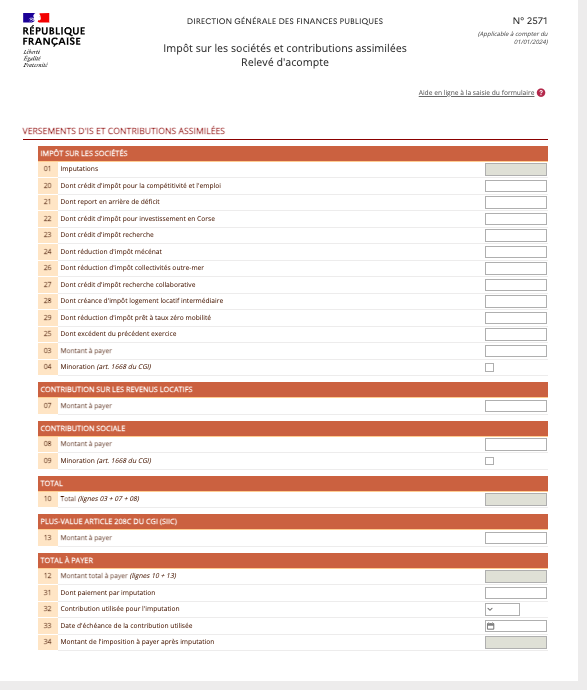 RÉPUBLIQUE
FRANÇAISE
Liberté
Égalité
Fraternité
DIRECTION GÉNÉRALE DES FINANCES PUBLIQUES
Impôt sur les sociétés et contributions assimilées
Relevé d'acompte
N° 2571
(Applicable à compter du
01/01/2024)
Aide en ligne à la saisie du formulaire ?
VERSEMENTS D'IS ET CONTRIBUTIONS ASSIMILÉES
IMPÔT SUR LES SOCIÉTÉS
01 Imputations
20 Dont crédit d'impôt pour la compétitivité et l'emploi
21 Dont report en arrière de déficit
22 Dont crédit d'impôt pour investissement en Corse
23 Dont crédit d'impôt recherche
24 Dont réduction d'impôt mécénat
26 Dont réduction d'impôt collectivités outre-mer
27 Dont crédit d'impôt recherche collaborative
28 Dont créance d'impôt logement locatif intermédiaire
29 Dont réduction d'impôt prêt à taux zéro mobilité
25 Dont excédent du précédent exercice
03 Montant à payer
04 Minoration (art. 1668 du CGI)
CONTRIBUTION SUR LES REVENUS LOCATIFS
07 Montant à payer
CONTRIBUTION SOCIALE
08 Montant à payer
09 Minoration (art. 1668 du CGI)
TOTAL
10 Total (lignes 03 + 07 + 08)
PLUS-VALUE ARTICLE 208C DU CGI (SIIC)
13 Montant à payer
TOTAL À PAYER
12 Montant total à payer (lignes 10 + 13)
31 Dont paiement par imputation
32 Contribution utilisée pour l'imputation
33 Date d'échéance de la contribution utilisée
34 Montant de l'imposition à payer après imputation